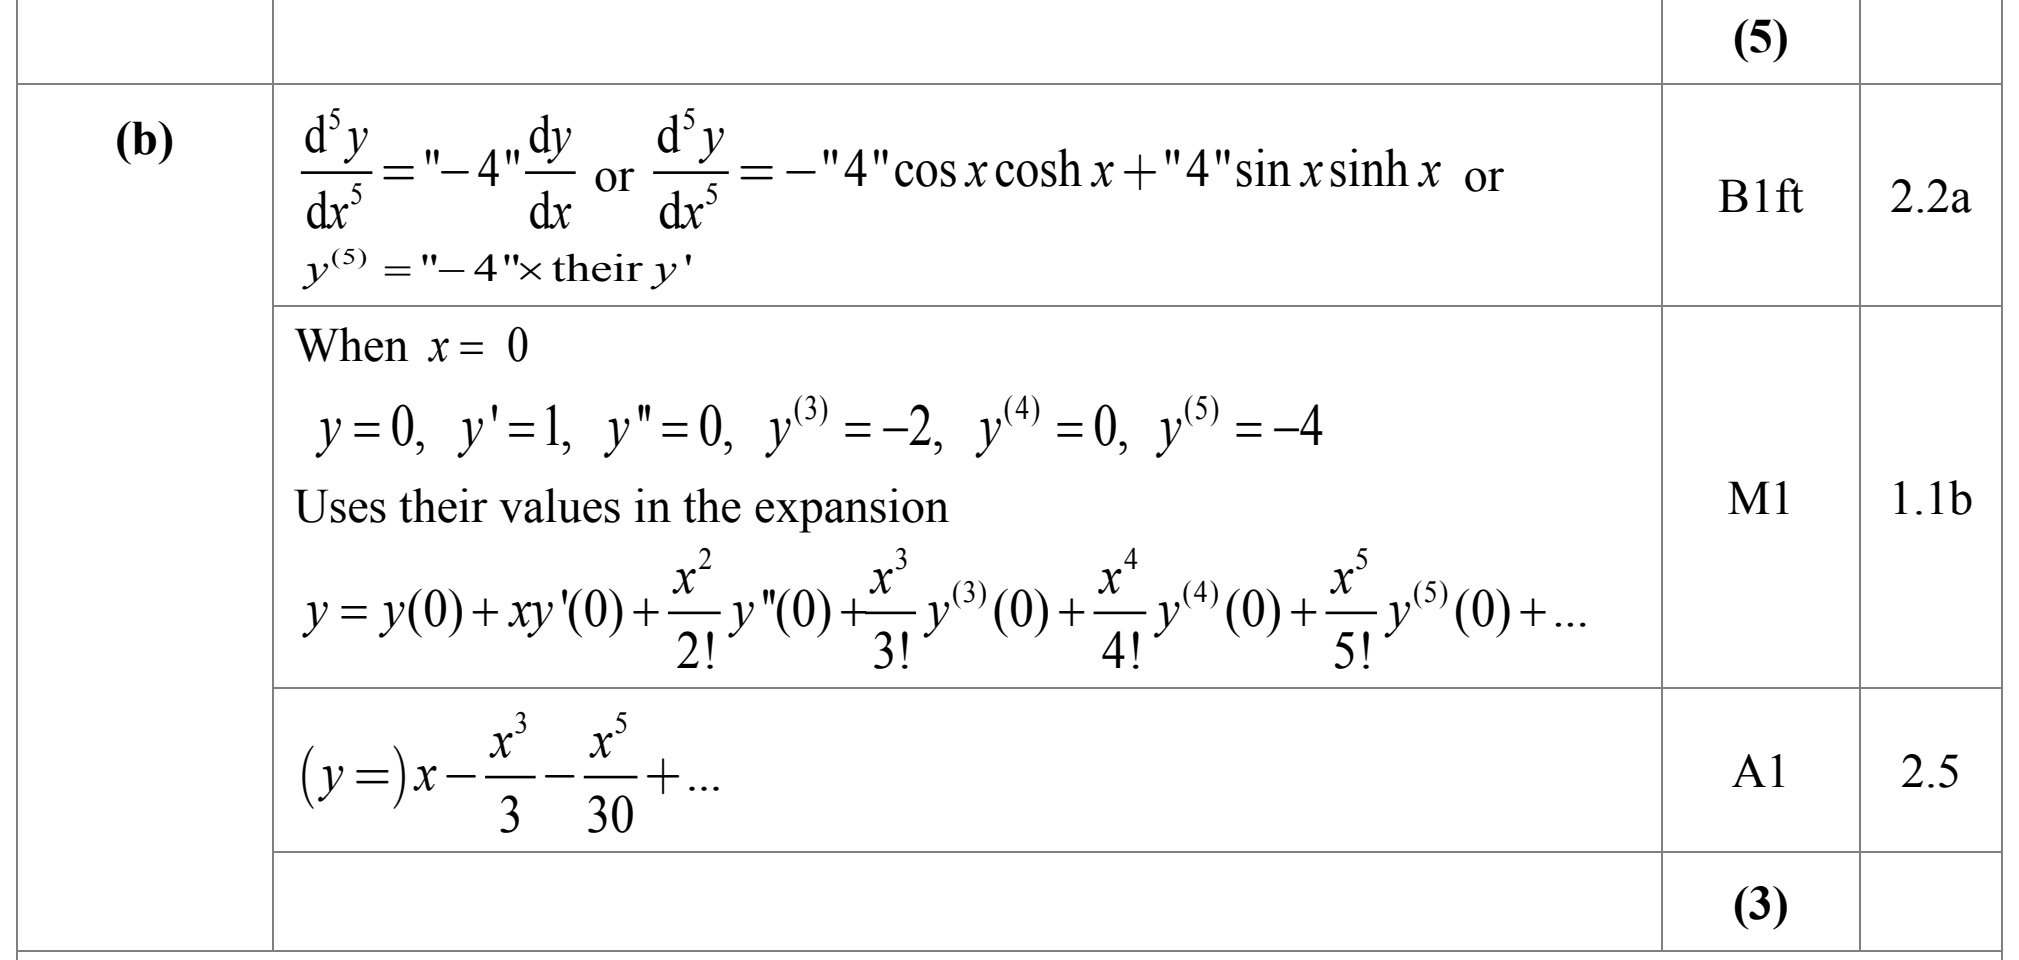 (5)
(b)
d⁵y/dx⁵ = "− 4" dy/dx or d⁵y/dx⁵ = −"4"cos x cosh x + "4"sin x sinh x or
y⁽⁵⁾ = "− 4"× their y'
B1ft
2.2a
When x = 0
y = 0, y' = 1, y" = 0, y⁽³⁾ = −2, y⁽⁴⁾ = 0, y⁽⁵⁾ = −4
Uses their values in the expansion
y = y(0) + xy'(0) + x²/2! y"(0) + x³/3! y⁽³⁾(0) + x⁴/4! y⁽⁴⁾(0) + x⁵/5! y⁽⁵⁾(0) + ...
M1
1.1b
(y =) x − x³/3 − x⁵/30 + ...
A1
2.5
(3)